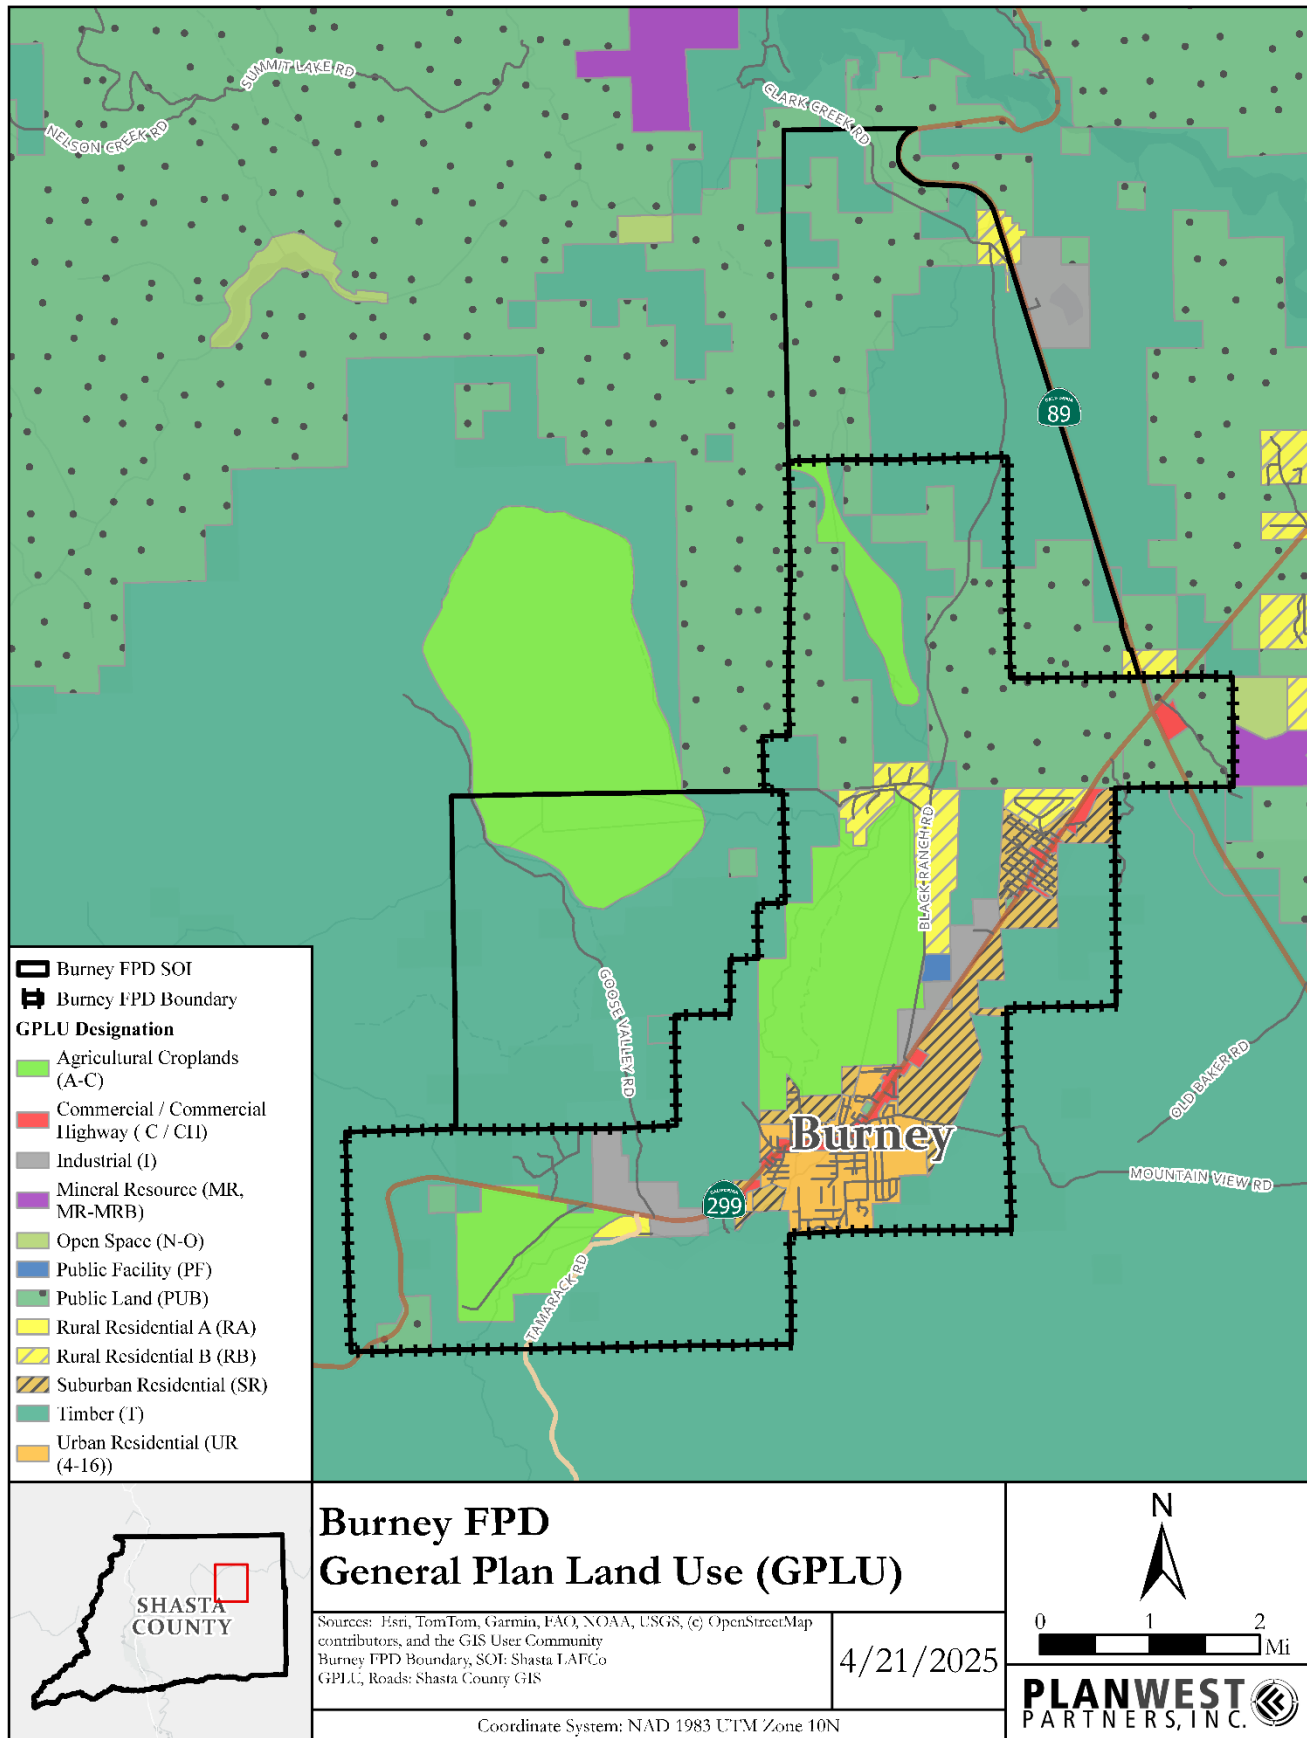 SUMMIT LAKE RD
NELSON CREEK RD
CLARK CREEK RD
CALIFORNIA
89
BLACK RANCH RD
GOOSE VALLEY RD
OLD BAKER RD
Burney
MOUNTAIN VIEW RD
CALIFORNIA
299
TAMARACK RD
Burney FPD SOI
Burney FPD Boundary
GPLU Designation
Agricultural Croplands
(A-C)
Commercial / Commercial
Highway ( C / CH)
Industrial (I)
Mineral Resource (MR,
MR-MRB)
Open Space (N-O)
Public Facility (PF)
Public Land (PUB)
Rural Residential A (RA)
Rural Residential B (RB)
Suburban Residential (SR)
Timber (T)
Urban Residential (UR
(4-16))
SHASTA
COUNTY
Burney FPD
General Plan Land Use (GPLU)
Sources: Esri, TomTom, Garmin, FAO, NOAA, USGS, (c) OpenStreetMap
contributors, and the GIS User Community
Burney FPD Boundary, SOI: Shasta LAFCo
GPLU, Roads: Shasta County GIS
4/21/2025
Coordinate System: NAD 1983 UTM Zone 10N
N
0 1 2
Mi
PLANWEST
PARTNERS, INC.